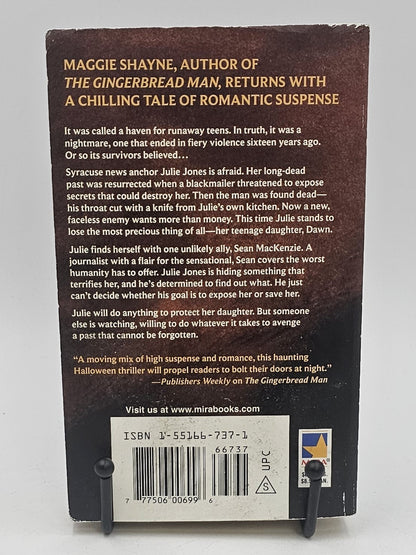 MAGGIE SHAYNE, AUTHOR OF
THE GINGERBREAD MAN, RETURNS WITH
A CHILLING TALE OF ROMANTIC SUSPENSE
It was called a haven for runaway teens. In truth, it was a
nightmare, one that ended in fiery violence sixteen years ago.
Or so its survivors believed…
Syracuse news anchor Julie Jones is afraid. Her long-dead
past was resurrected when a blackmailer threatened to expose
secrets that could destroy her. Then the man was found dead—
his throat cut with a knife from Julie's own kitchen. Now a new,
faceless enemy wants more than money. This time Julie stands to
lose the most precious thing of all—her teenage daughter, Dawn.
Julie finds herself with one unlikely ally, Sean MacKenzie. A
journalist with a flair for the sensational, Sean covers the worst
humanity has to offer. Julie Jones is hiding something that
terrifies her, and he's determined to find out what. He just
can't decide whether his goal is to expose her or save her.
Julie will do anything to protect her daughter. But someone
else is watching, willing to do whatever it takes to avenge
a past that cannot be forgotten.
“A moving mix of high suspense and romance, this haunting
Halloween thriller will propel readers to bolt their doors at night.”
—Publishers Weekly on The Gingerbread Man
Visit us at www.mirabooks.com
ISBN 1-55166-737-1
66737
7 77506 00699 6
S UPC